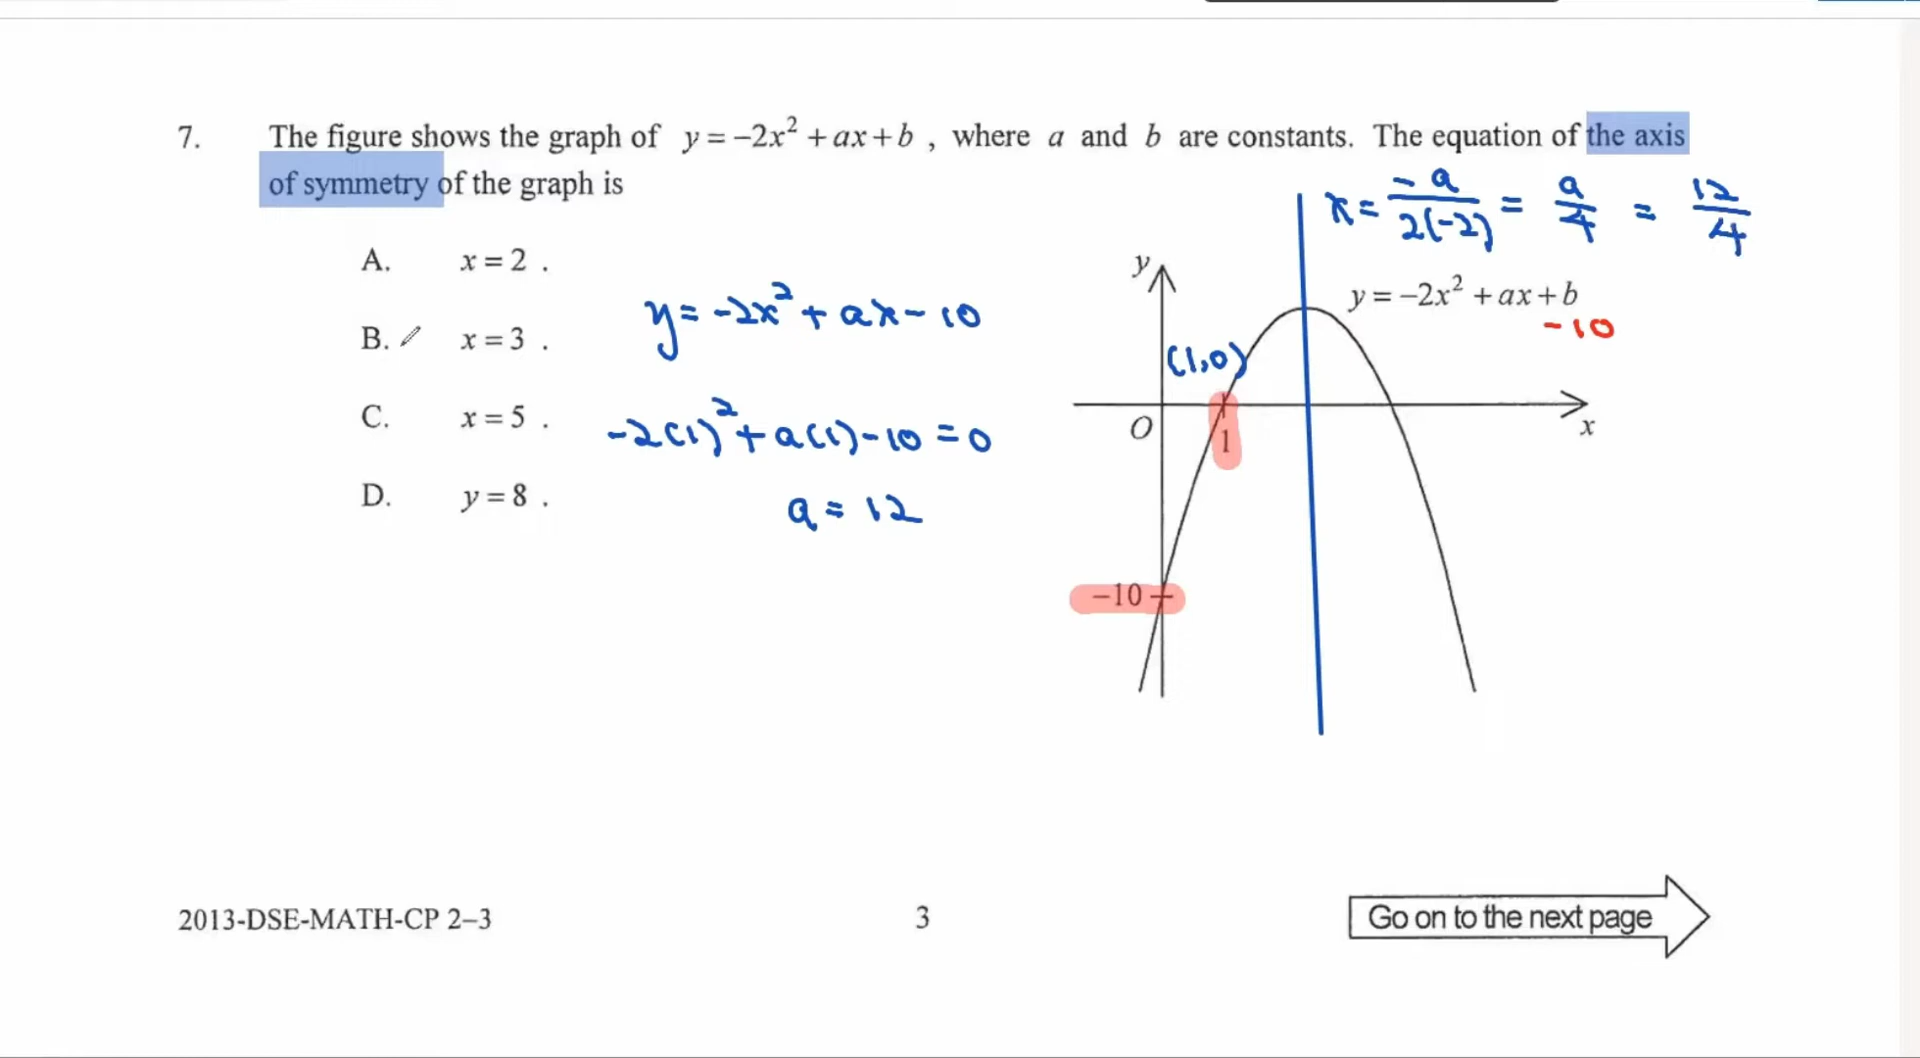 7. The figure shows the graph of y = −2x² + ax + b , where a and b are constants. The equation of the axis
of symmetry of the graph is
x = -a/2(-2) = a/4 = 12/4
A. x = 2 .
B. x = 3 .
C. x = 5 .
D. y = 8 .
y = -2x² + ax - 10
-2(1)² + a(1) - 10 = 0
a = 12
y
y = −2x² + ax + b
-10
(1,0)
O
1
x
−10
2013-DSE-MATH-CP 2–3
3
Go on to the next page